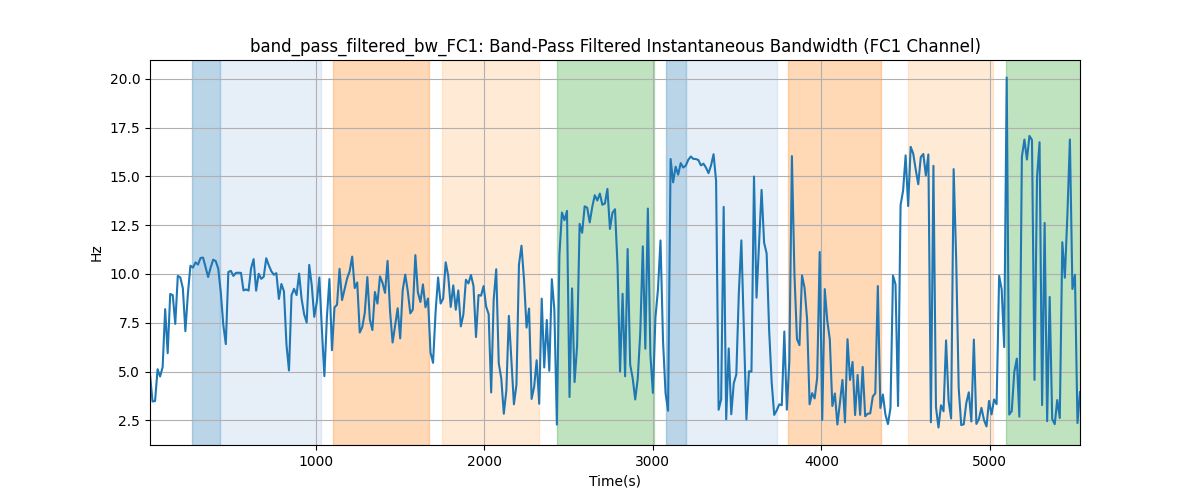 band_pass_filtered_bw_FC1: Band-Pass Filtered Instantaneous Bandwidth (FC1 Channel)
20.0
17.5
15.0
12.5
10.0
7.5
5.0
2.5
Hz
1000 2000 3000 4000 5000
Time(s)